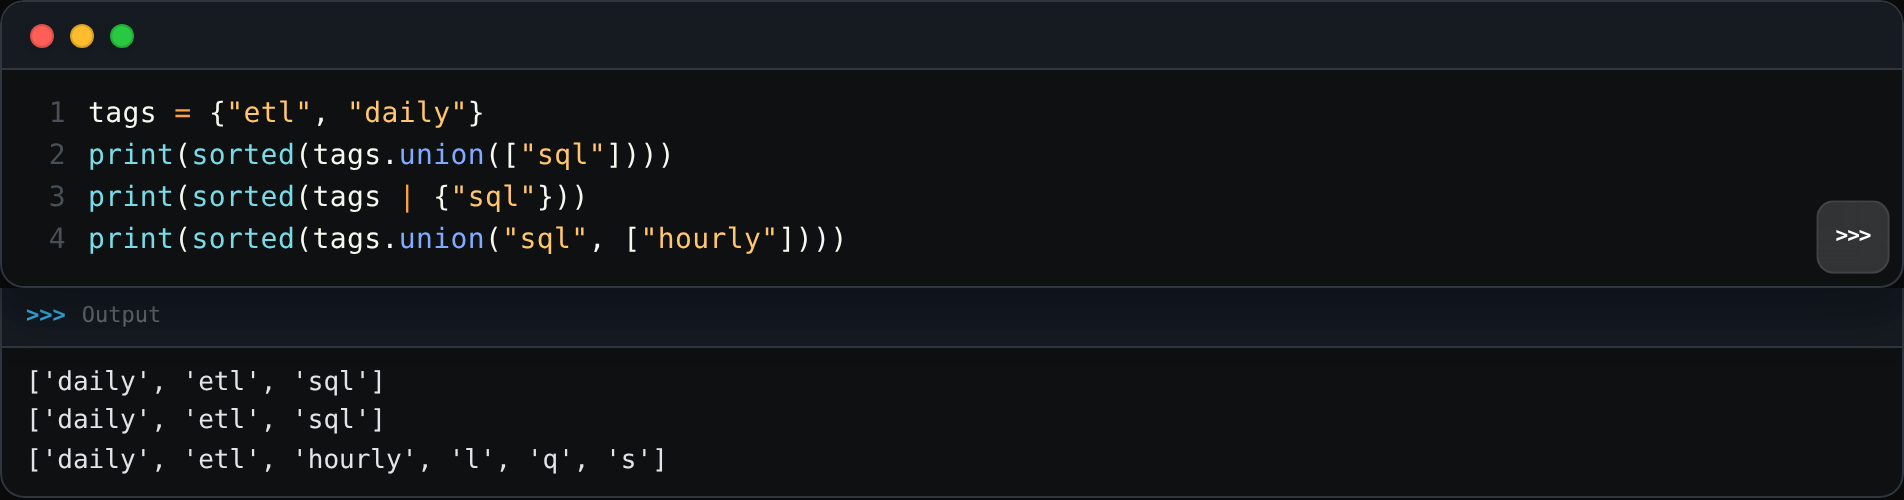 1 tags = {"etl", "daily"}
2 print(sorted(tags.union(["sql"])))
3 print(sorted(tags | {"sql"}))
4 print(sorted(tags.union("sql", ["hourly"])))
>>>
>>> Output
['daily', 'etl', 'sql']
['daily', 'etl', 'sql']
['daily', 'etl', 'hourly', 'l', 'q', 's']